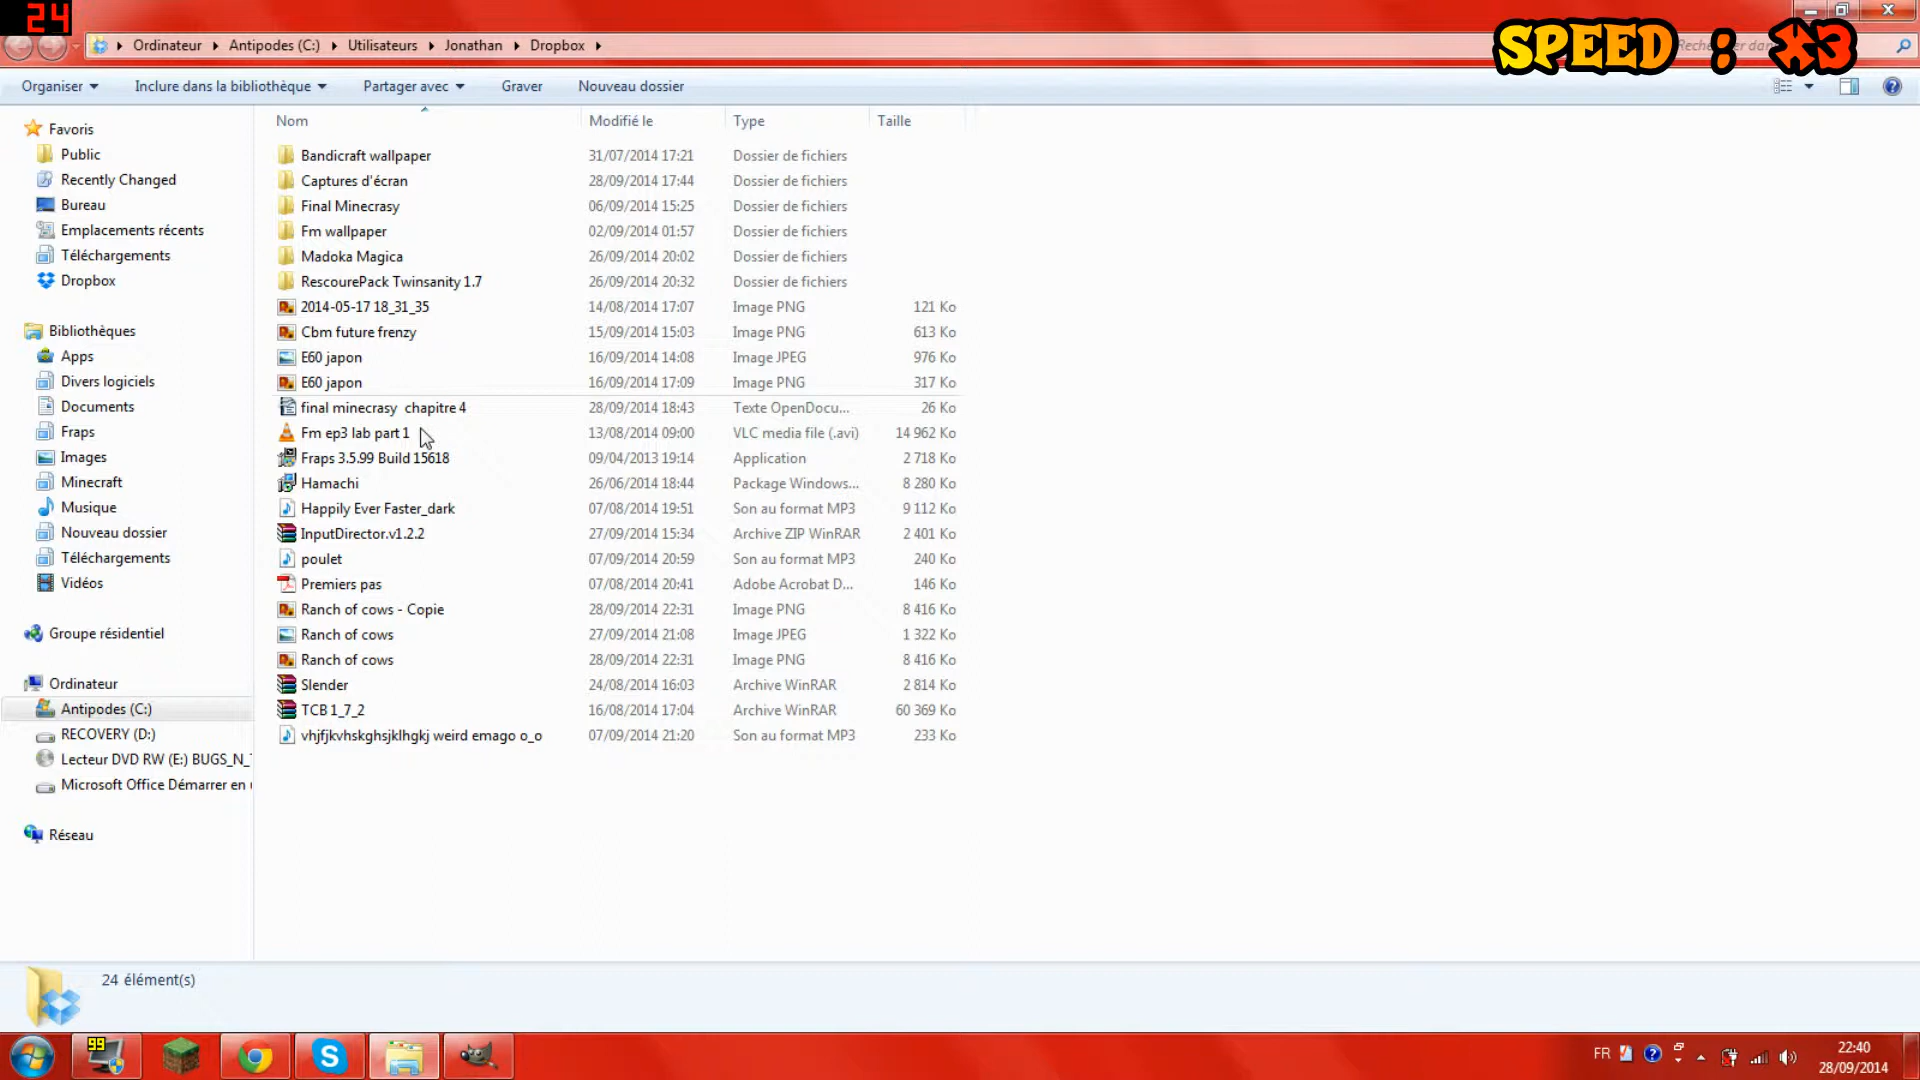 24
SPEED : X3
Ordinateur Antipodes (C:) Utilisateurs Jonathan Dropbox
Organiser Inclure dans la bibliothèque Partager avec Graver Nouveau dossier
Nom Modifié le Type Taille
Favoris
Public
Recently Changed
Bureau
Emplacements récents
Téléchargements
Dropbox
Bibliothèques
Apps
Divers logiciels
Documents
Fraps
Images
Minecraft
Musique
Nouveau dossier
Téléchargements
Vidéos
Groupe résidentiel
Ordinateur
Antipodes (C:)
RECOVERY (D:)
Lecteur DVD RW (E:) BUGS_N_
Microsoft Office Démarrer en
Réseau
Bandicraft wallpaper 31/07/2014 17:21 Dossier de fichiers
Captures d'écran 28/09/2014 17:44 Dossier de fichiers
Final Minecrasy 06/09/2014 15:25 Dossier de fichiers
Fm wallpaper 02/09/2014 01:57 Dossier de fichiers
Madoka Magica 26/09/2014 20:02 Dossier de fichiers
RescourePack Twinsanity 1.7 26/09/2014 20:32 Dossier de fichiers
2014-05-17 18_31_35 14/08/2014 17:07 Image PNG 121 Ko
Cbm future frenzy 15/09/2014 15:03 Image PNG 613 Ko
E60 japon 16/09/2014 14:08 Image JPEG 976 Ko
E60 japon 16/09/2014 17:09 Image PNG 317 Ko
final minecrasy  chapitre 4 28/09/2014 18:43 Texte OpenDocu... 26 Ko
Fm ep3 lab part 1 13/08/2014 09:00 VLC media file (.avi) 14 962 Ko
Fraps 3.5.99 Build 15618 09/04/2013 19:14 Application 2 718 Ko
Hamachi 26/06/2014 18:44 Package Windows... 8 280 Ko
Happily Ever Faster_dark 07/08/2014 19:51 Son au format MP3 9 112 Ko
InputDirector.v1.2.2 27/09/2014 15:34 Archive ZIP WinRAR 2 401 Ko
poulet 07/09/2014 20:59 Son au format MP3 240 Ko
Premiers pas 07/08/2014 20:41 Adobe Acrobat D... 146 Ko
Ranch of cows - Copie 28/09/2014 22:31 Image PNG 8 416 Ko
Ranch of cows 27/09/2014 21:08 Image JPEG 1 322 Ko
Ranch of cows 28/09/2014 22:31 Image PNG 8 416 Ko
Slender 24/08/2014 16:03 Archive WinRAR 2 814 Ko
TCB 1_7_2 16/08/2014 17:04 Archive WinRAR 60 369 Ko
vhjfjkvhskghsjklhgkj weird emago o_o 07/09/2014 21:20 Son au format MP3 233 Ko
24 élément(s)
99
FR
22:40
28/09/2014